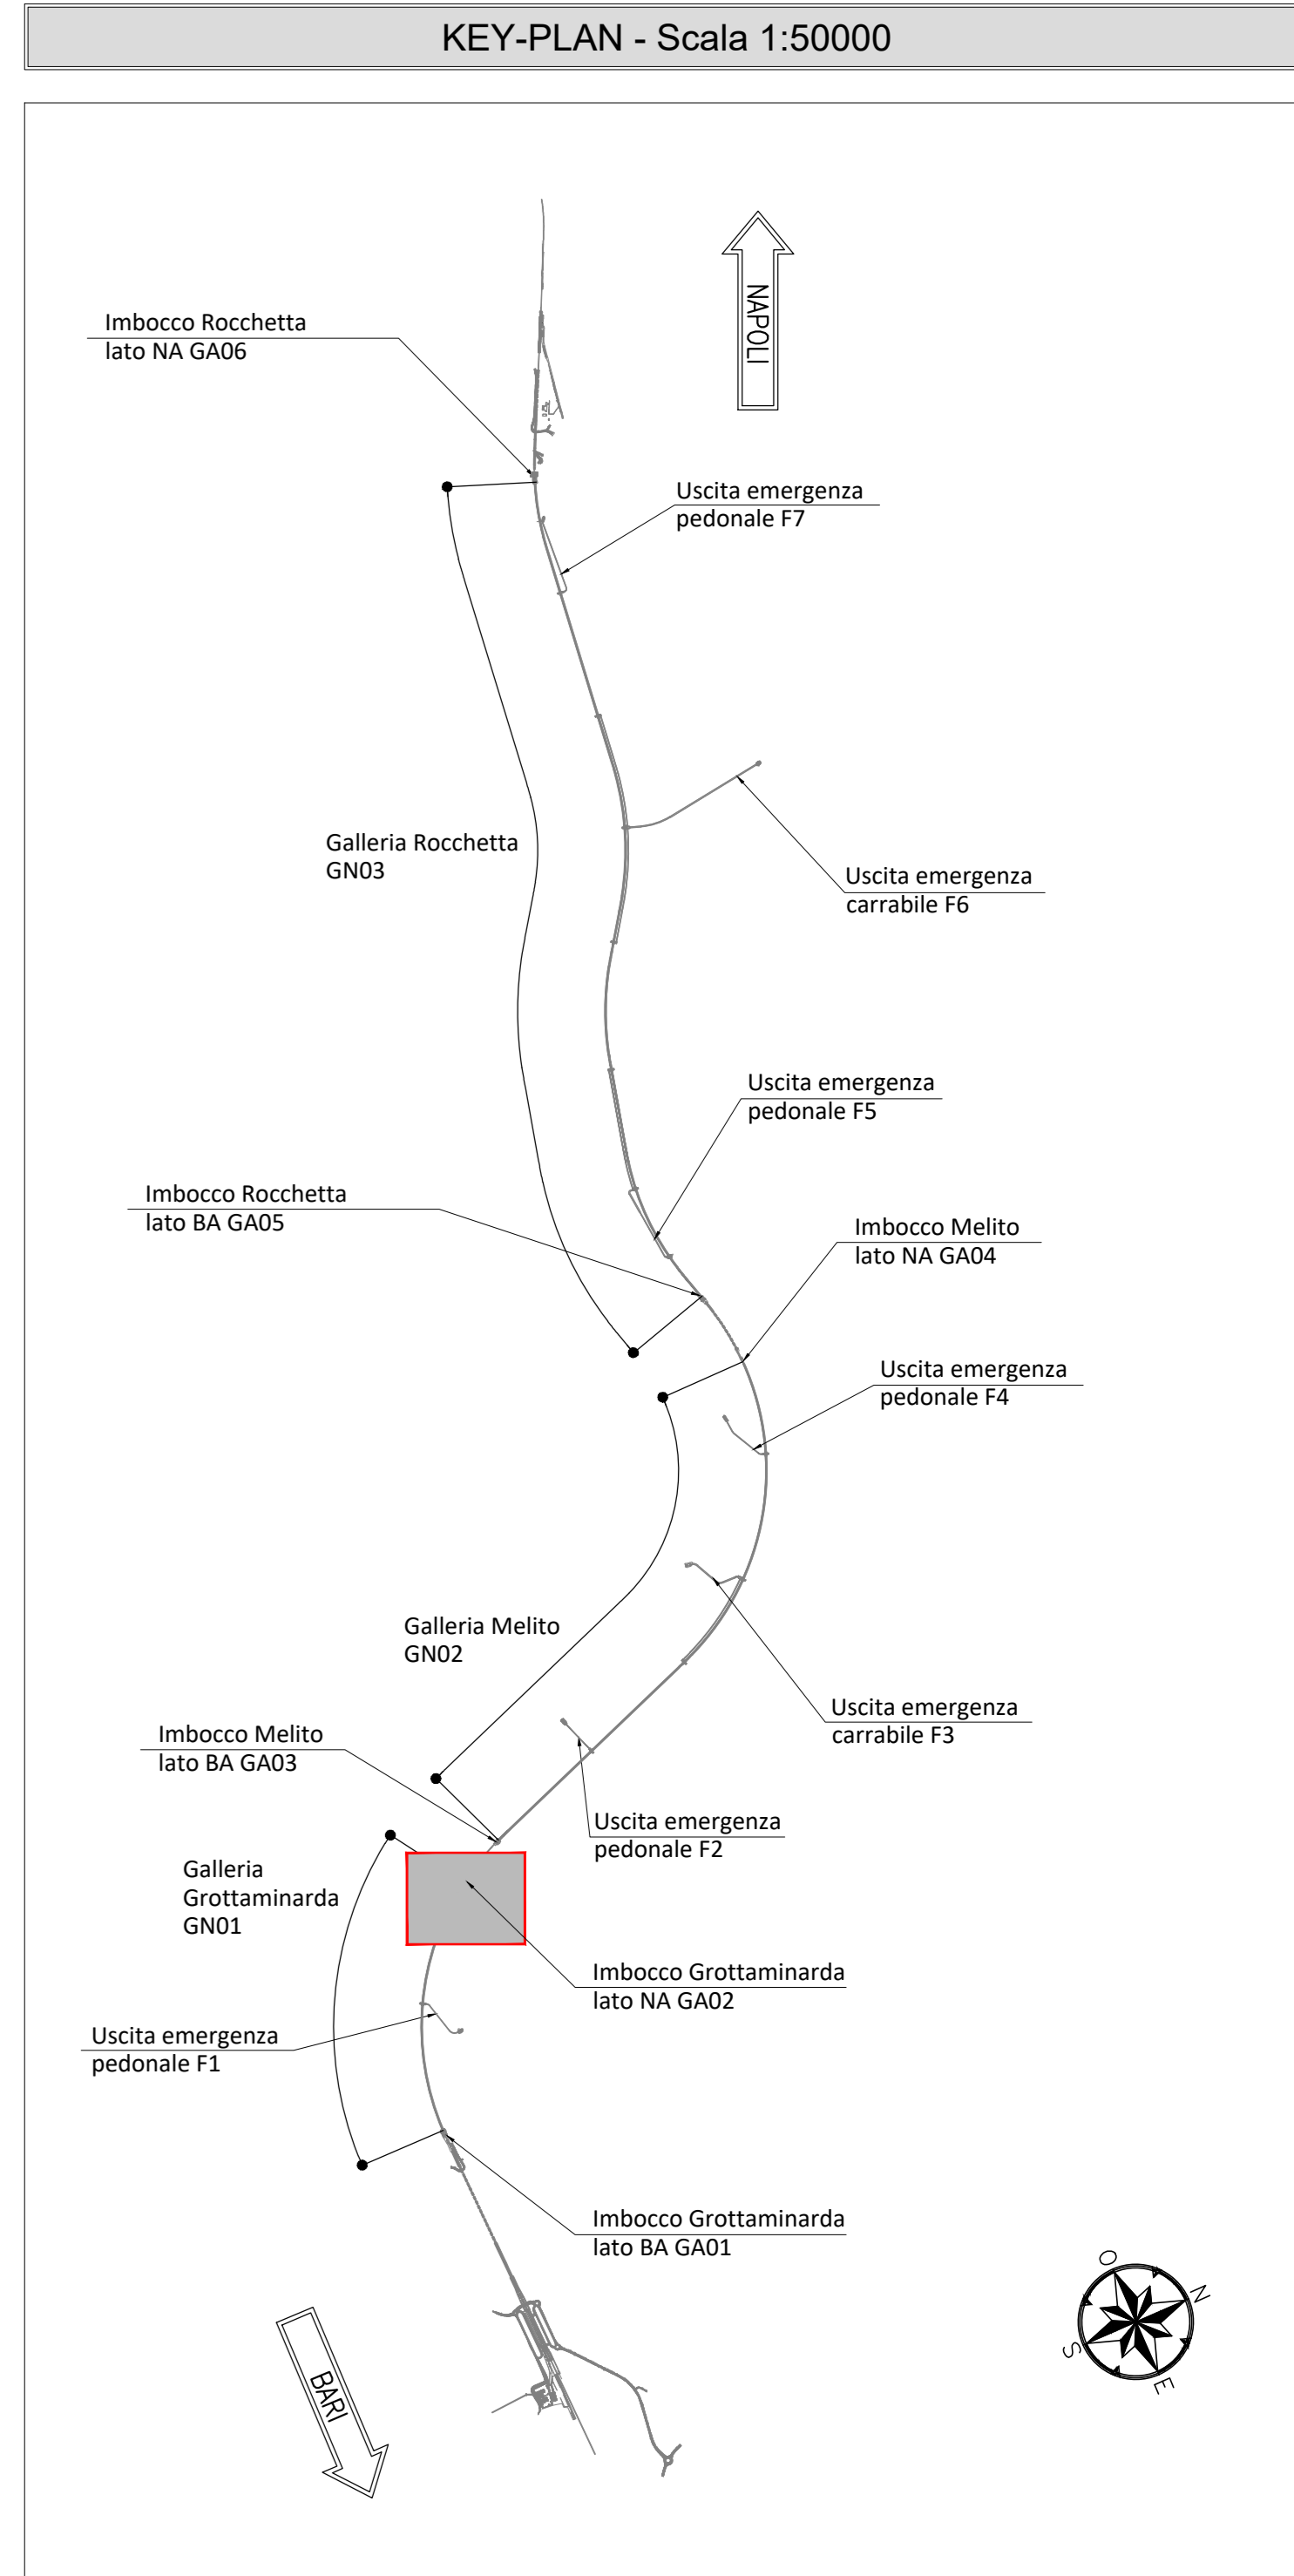 KEY-PLAN - Scala 1:50000
NAPOLI
Imbocco Rocchetta
lato NA GA06
Uscita emergenza
pedonale F7
Galleria Rocchetta
GN03
Uscita emergenza
carrabile F6
Uscita emergenza
pedonale F5
Imbocco Rocchetta
lato BA GA05
Imbocco Melito
lato NA GA04
Uscita emergenza
pedonale F4
Galleria Melito
GN02
Uscita emergenza
carrabile F3
Imbocco Melito
lato BA GA03
Uscita emergenza
pedonale F2
Galleria
Grottaminarda
GN01
Imbocco Grottaminarda
lato NA GA02
Uscita emergenza
pedonale F1
Imbocco Grottaminarda
lato BA GA01
BARI
O
N
S
E